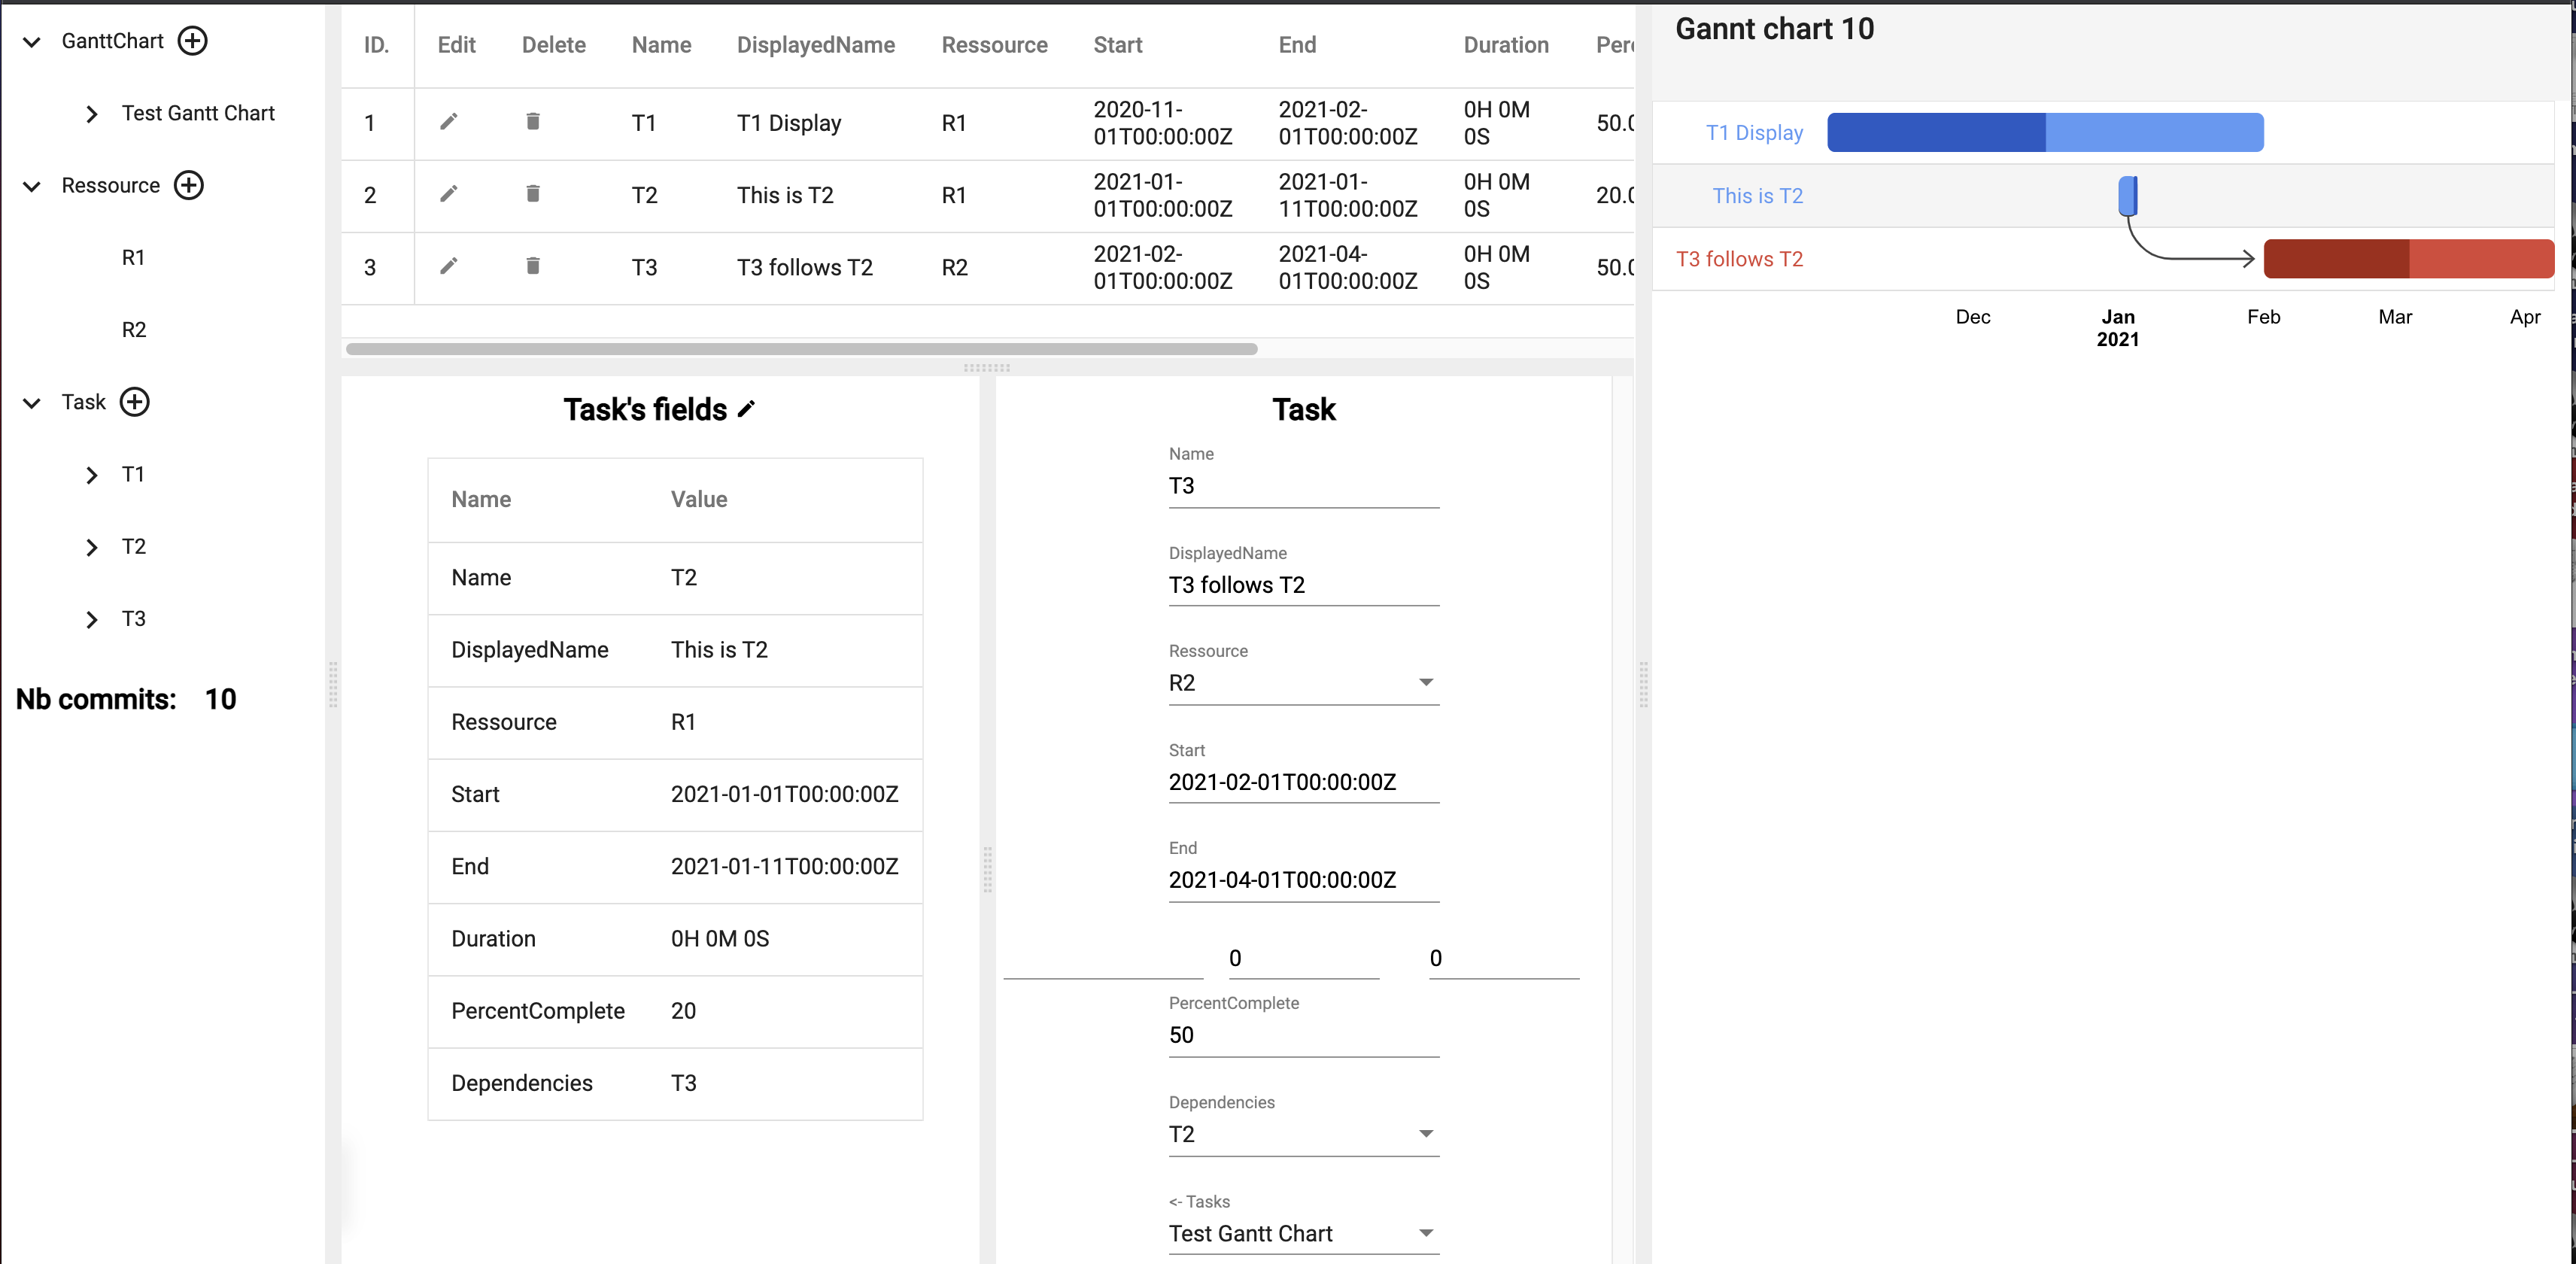 GanttChart
Test Gantt Chart
Ressource
R1
R2
Task
T1
T2
T3
Nb commits: 10
ID. Edit Delete Name DisplayedName Ressource Start End Duration
1 T1 T1 Display R1 2020-11-01T00:00:00Z 2021-02-01T00:00:00Z 0H 0M 0S
2 T2 This is T2 R1 2021-01-01T00:00:00Z 2021-01-11T00:00:00Z 0H 0M 0S
3 T3 T3 follows T2 R2 2021-02-01T00:00:00Z 2021-04-01T00:00:00Z 0H 0M 0S
Task's fields
Name Value
Name T2
DisplayedName This is T2
Ressource R1
Start 2021-01-01T00:00:00Z
End 2021-01-11T00:00:00Z
Duration 0H 0M 0S
PercentComplete 20
Dependencies T3
Task
Name
T3
DisplayedName
T3 follows T2
Ressource
R2
Start
2021-02-01T00:00:00Z
End
2021-04-01T00:00:00Z
0 0
PercentComplete
50
Dependencies
T2
<- Tasks
Test Gantt Chart
Gannt chart 10
T1 Display
This is T2
T3 follows T2
Dec Jan Feb Mar Apr
2021